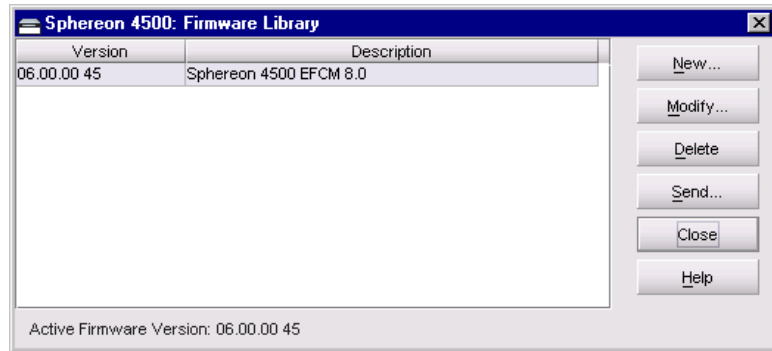 Sphereon 4500: Firmware Library
Version Description
06.00.00 45 Sphereon 4500 EFCM 8.0
New...
Modify...
Delete
Send...
Close
Help
Active Firmware Version: 06.00.00 45